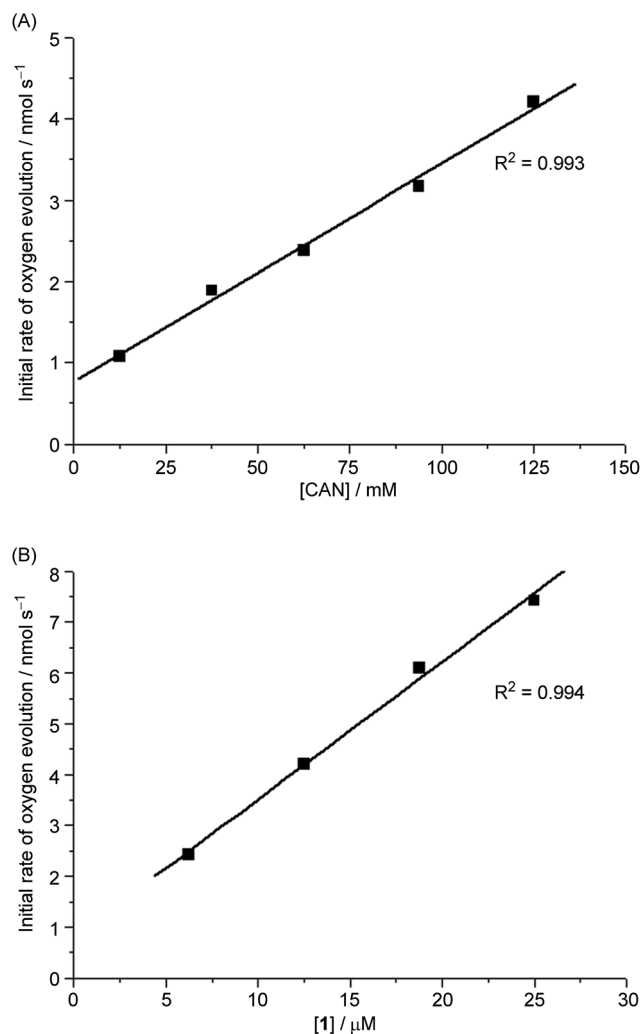 (A)
5
4
3
2
1
0
Initial rate of oxygen evolution / nmol s⁻¹
R² = 0.993
0 25 50 75 100 125 150
[CAN] / mM
(B)
8
7
6
5
4
3
2
1
0
Initial rate of oxygen evolution / nmol s⁻¹
R² = 0.994
0 5 10 15 20 25 30
[1] / μM